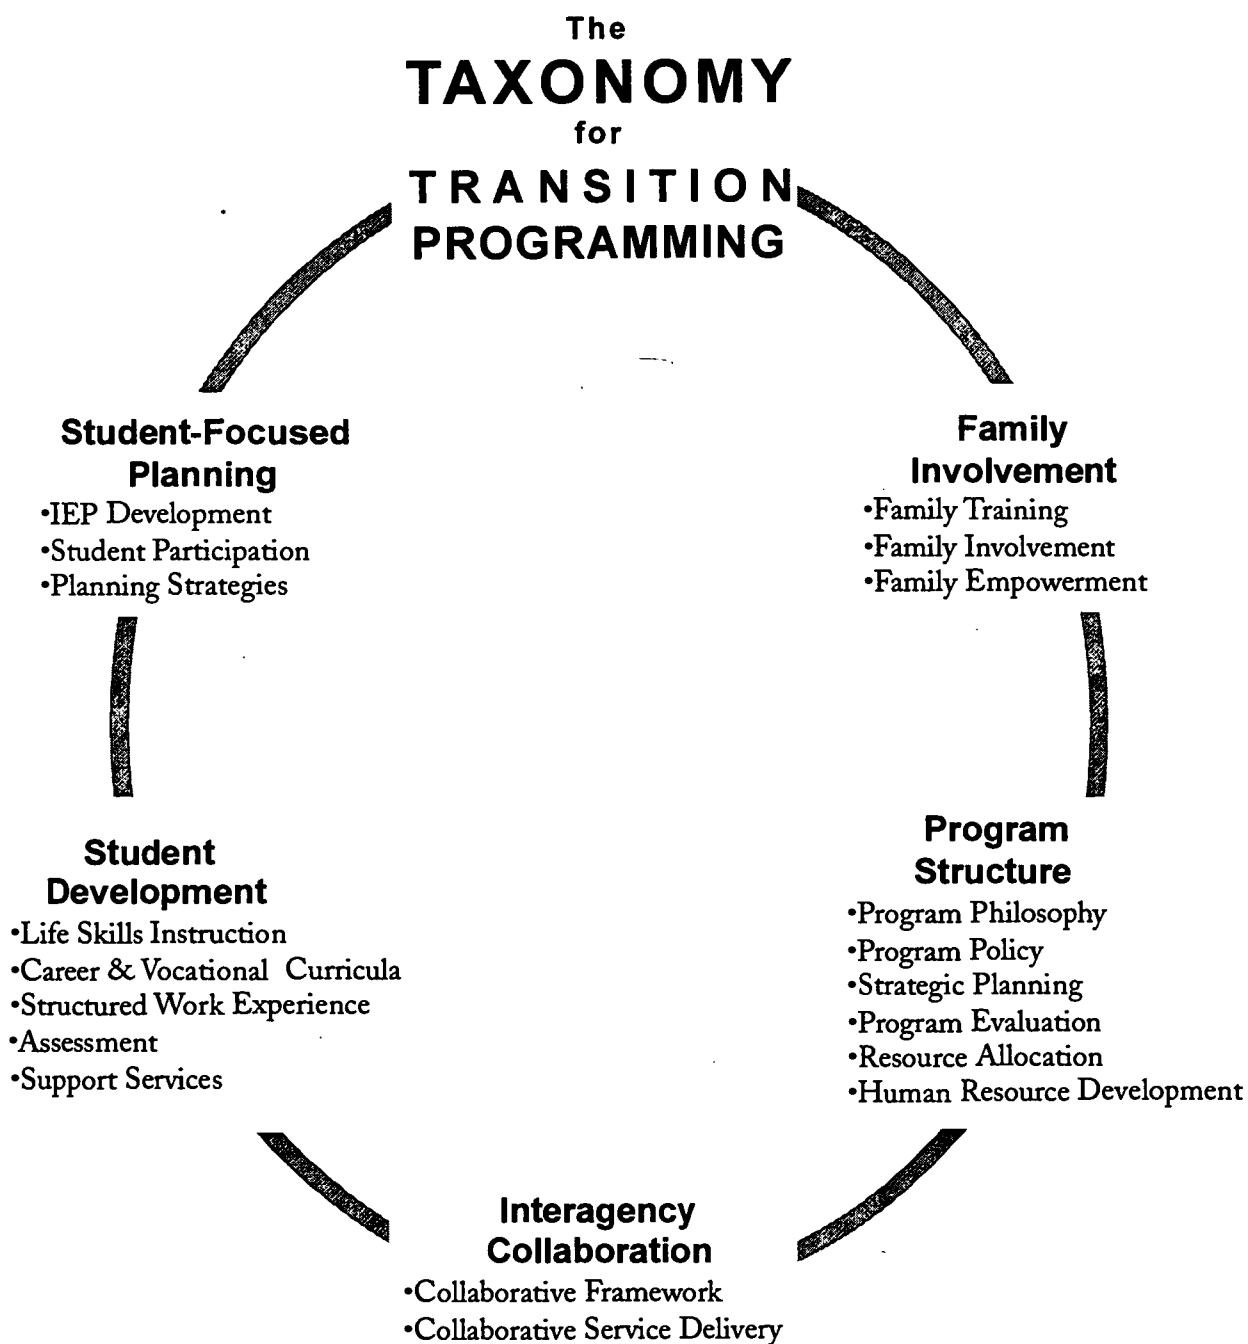 The
TAXONOMY
for
TRANSITION
PROGRAMMING
Student-Focused
Planning
•IEP Development
•Student Participation
•Planning Strategies
Family
Involvement
•Family Training
•Family Involvement
•Family Empowerment
Student
Development
•Life Skills Instruction
•Career & Vocational Curricula
•Structured Work Experience
•Assessment
•Support Services
Program
Structure
•Program Philosophy
•Program Policy
•Strategic Planning
•Program Evaluation
•Resource Allocation
•Human Resource Development
Interagency
Collaboration
•Collaborative Framework
•Collaborative Service Delivery